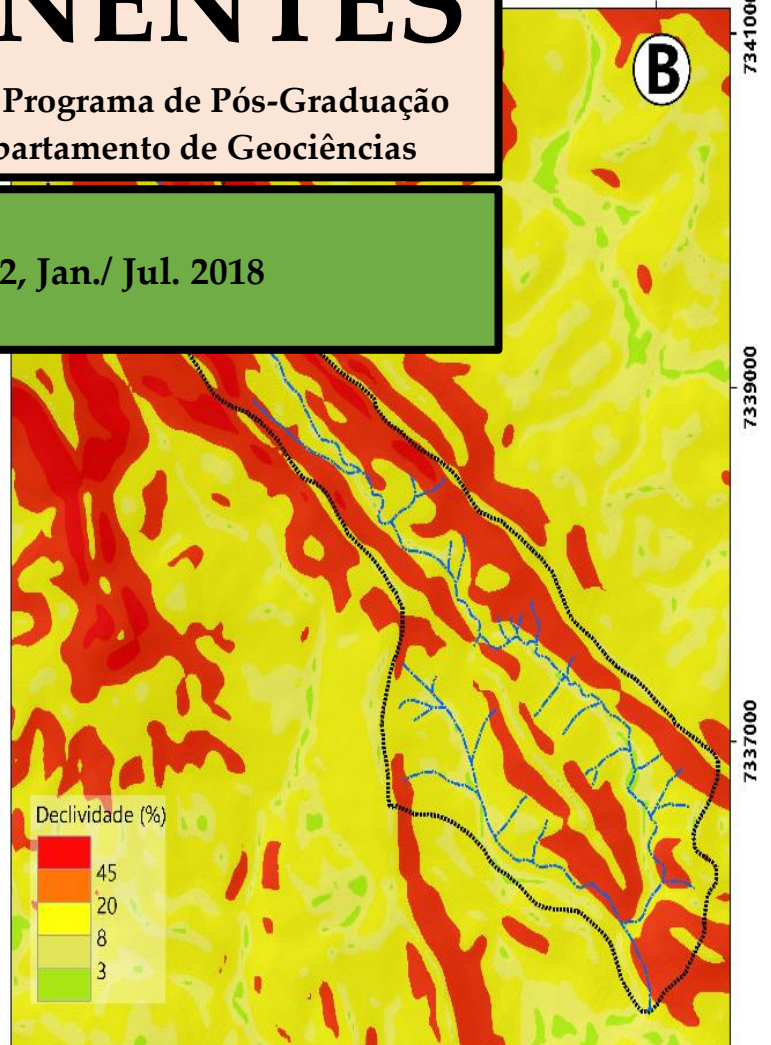 NENTES
Programa de Pós-Graduação
partamento de Geociências
2, Jan./ Jul. 2018
B
7341000
7339000
7337000
Declividade (%)
45
20
8
3